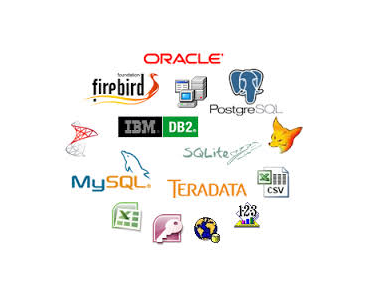 ORACLE®
foundation
firebird
PostgreSQL
IBM. DB2.
SQLite
MySQL®
TERADATA
CSV
123